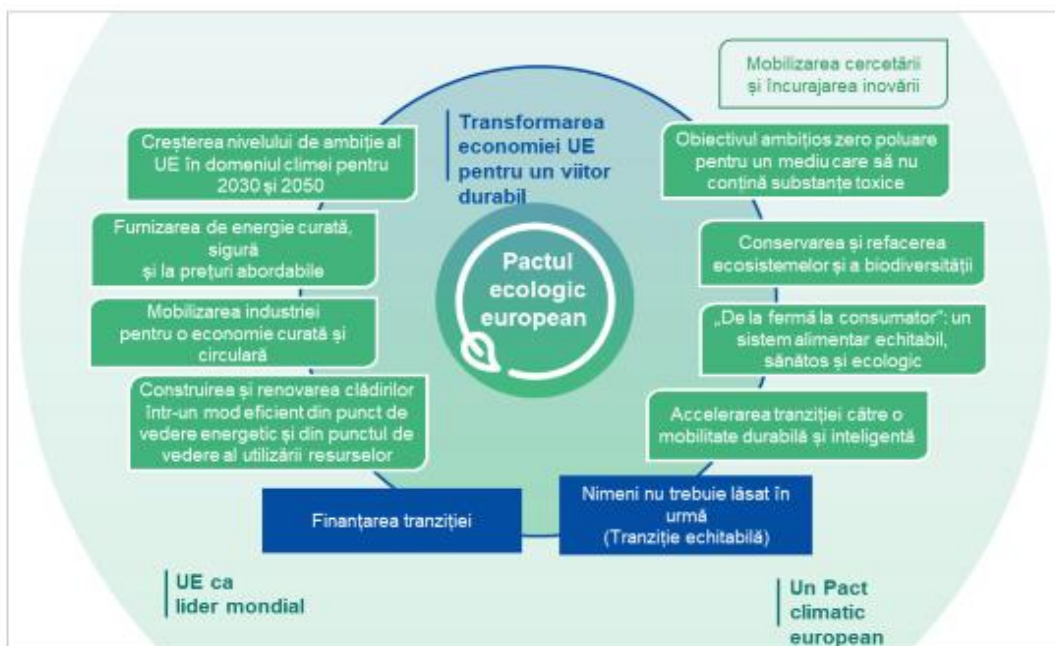 Mobilizarea cercetării
și încurajarea inovării
Transformarea
economiei UE
pentru un viitor
durabil
Creșterea nivelului de ambiție al
UE în domeniul climei pentru
2030 și 2050
Obiectivul ambițios zero poluare
pentru un mediu care să nu
conțină substanțe toxice
Furnizarea de energie curată,
sigură
și la prețuri abordabile
Conservarea și refacerea
ecosistemelor și a biodiversității
Pactul
ecologic
european
Mobilizarea industriei
pentru o economie curată și
circulară
„De la fermă la consumator”: un
sistem alimentar echitabil,
sănătos și ecologic
Construirea și renovarea clădirilor
într-un mod eficient din punct de
vedere energetic și din punctul de
vedere al utilizării resurselor
Accelerarea tranziției către o
mobilitate durabilă și inteligentă
Finanțarea tranziției
Nimeni nu trebuie lăsat în
urmă
(Tranziție echitabilă)
UE ca
lider mondial
Un Pact
climatic
european